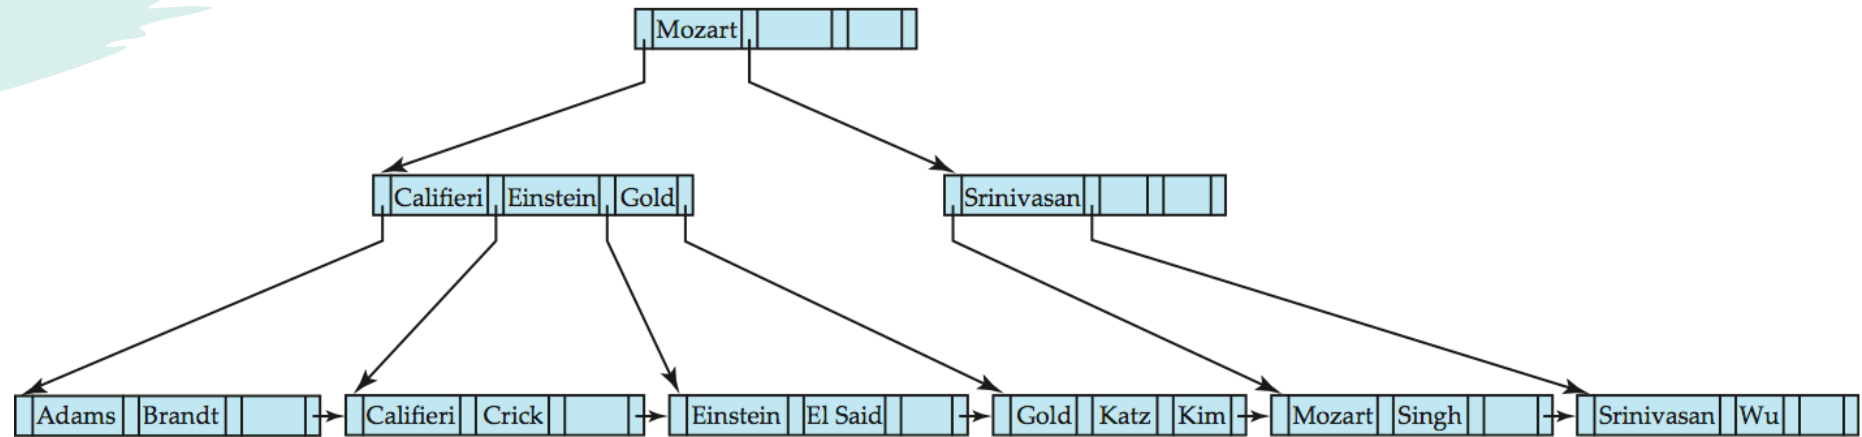 Mozart
Califieri Einstein Gold Srinivasan
Adams Brandt Califieri Crick Einstein El Said Gold Katz Kim Mozart Singh Srinivasan Wu